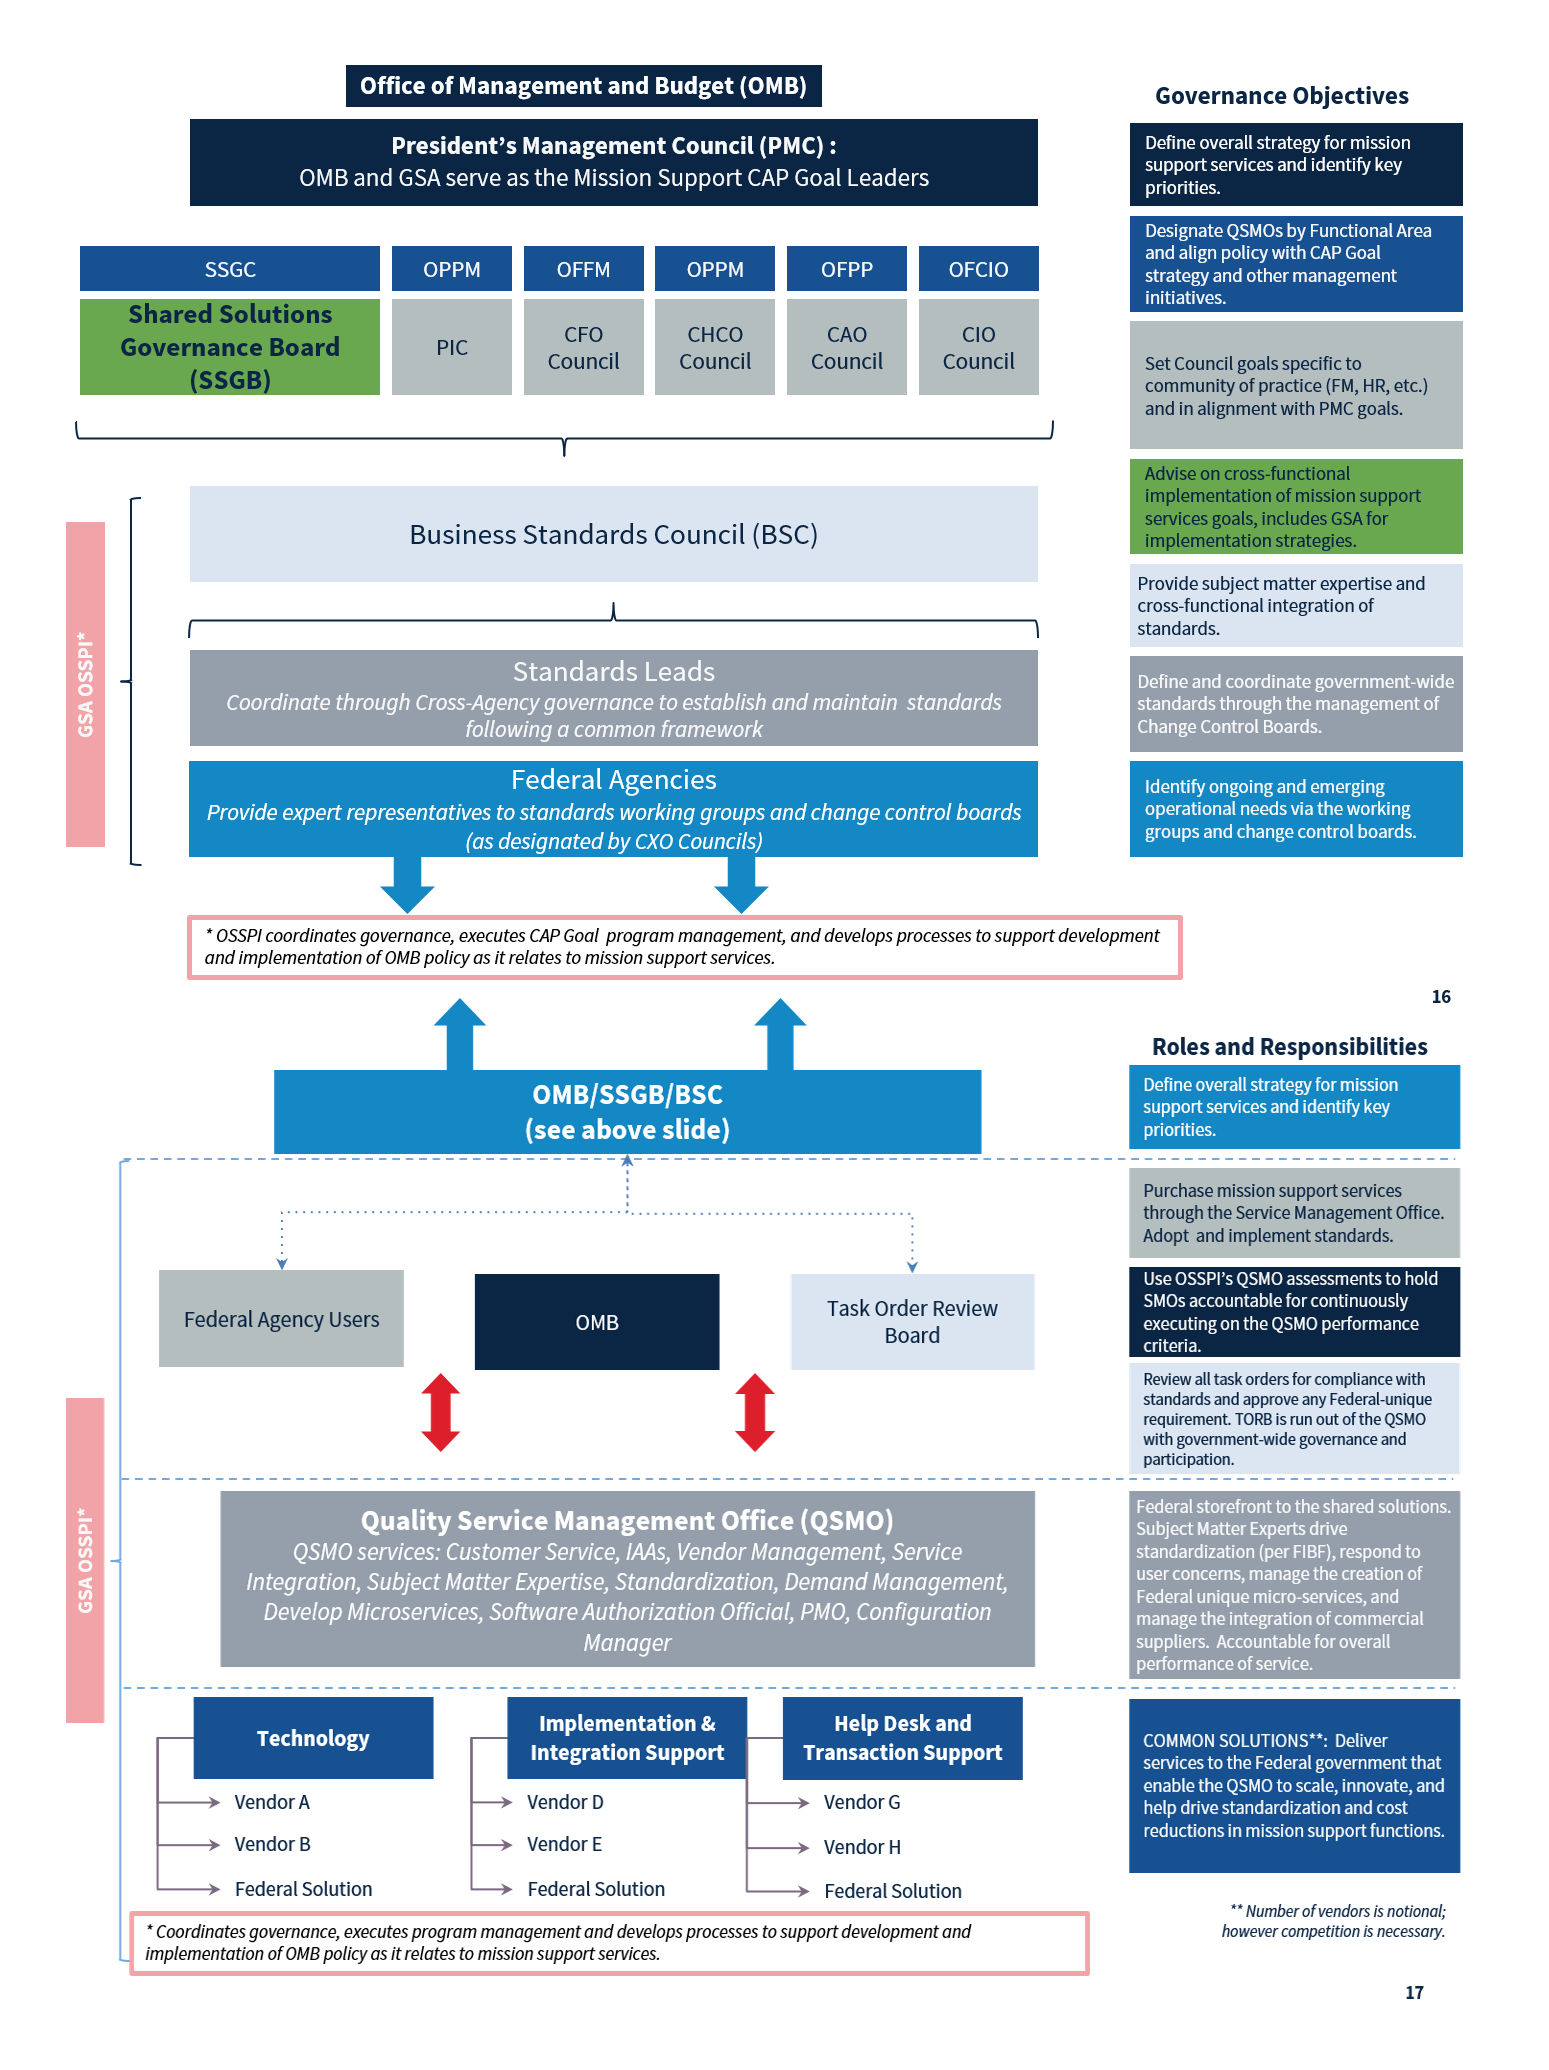 Office of Management and Budget (OMB)
President's Management Council (PMC) :
OMB and GSA serve as the Mission Support CAP Goal Leaders
SSGC
OPPM
OFFM
OPPM
OFPP
OFCIO
Shared Solutions
Governance Board
(SSGB)
PIC
CFO
Council
CHCO
Council
CAO
Council
CIO
Council
Business Standards Council (BSC)
GSA OSSPI*
Standards Leads
Coordinate through Cross-Agency governance to establish and maintain  standards
following a common framework
Federal Agencies
Provide expert representatives to standards working groups and change control boards
(as designated by CXO Councils)
* OSSPI coordinates governance, executes CAP Goal  program management, and develops processes to support development
and implementation of OMB policy as it relates to mission support services.
Governance Objectives
Define overall strategy for mission
support services and identify key
priorities.
Designate QSMOs by Functional Area
and align policy with CAP Goal
strategy and other management
initiatives.
Set Council goals specific to
community of practice (FM, HR, etc.)
and in alignment with PMC goals.
Advise on cross-functional
implementation of mission support
services goals, includes GSA for
implementation strategies.
Provide subject matter expertise and
cross-functional integration of
standards.
Define and coordinate government-wide
standards through the management of
Change Control Boards.
Identify ongoing and emerging
operational needs via the working
groups and change control boards.
16
OMB/SSGB/BSC
(see above slide)
Federal Agency Users
OMB
Task Order Review
Board
GSA OSSPI*
Quality Service Management Office (QSMO)
QSMO services: Customer Service, IAAs, Vendor Management, Service
Integration, Subject Matter Expertise, Standardization, Demand Management,
Develop Microservices, Software Authorization Official, PMO, Configuration
Manager
Technology
Vendor A
Vendor B
Federal Solution
Implementation &
Integration Support
Vendor D
Vendor E
Federal Solution
Help Desk and
Transaction Support
Vendor G
Vendor H
Federal Solution
* Coordinates governance, executes program management and develops processes to support development and
implementation of OMB policy as it relates to mission support services.
Roles and Responsibilities
Define overall strategy for mission
support services and identify key
priorities.
Purchase mission support services
through the Service Management Office.
Adopt  and implement standards.
Use OSSPI's QSMO assessments to hold
SMOs accountable for continuously
executing on the QSMO performance
criteria.
Review all task orders for compliance with
standards and approve any Federal-unique
requirement. TORB is run out of the QSMO
with government-wide governance and
participation.
Federal storefront to the shared solutions.
Subject Matter Experts drive
standardization (per FIBF), respond to
user concerns, manage the creation of
Federal unique micro-services, and
manage the integration of commercial
suppliers.  Accountable for overall
performance of service.
COMMON SOLUTIONS**:  Deliver
services to the Federal government that
enable the QSMO to scale, innovate, and
help drive standardization and cost
reductions in mission support functions.
** Number of vendors is notional;
however competition is necessary.
17